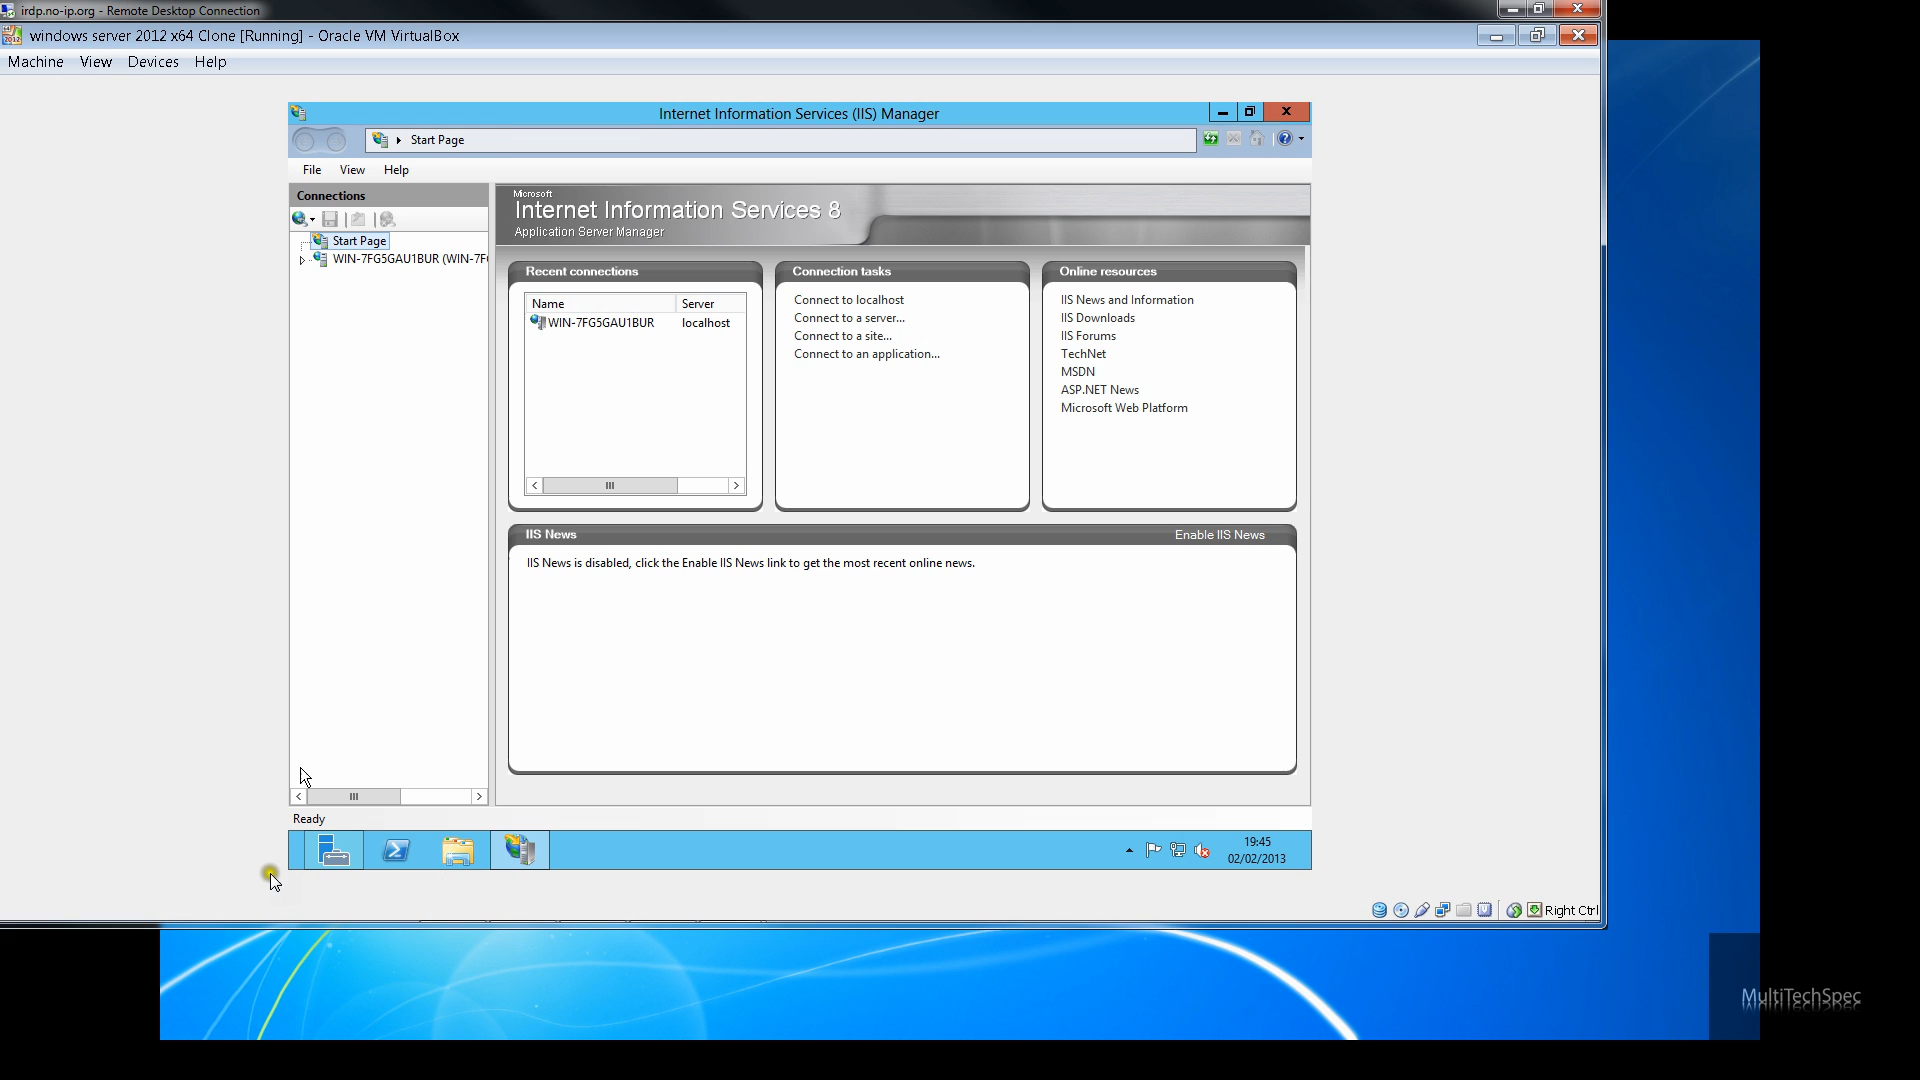 irdp.no-ip.org - Remote Desktop Connection
windows server 2012 x64 Clone [Running] - Oracle VM VirtualBox
Machine View Devices Help
Internet Information Services (IIS) Manager
Start Page
File View Help
Connections
Start Page
WIN-7FG5GAU1BUR (WIN-7F
Microsoft
Internet Information Services 8
Application Server Manager
Recent connections
Name Server
WIN-7FG5GAU1BUR localhost
Connection tasks
Connect to localhost
Connect to a server...
Connect to a site...
Connect to an application...
Online resources
IIS News and Information
IIS Downloads
IIS Forums
TechNet
MSDN
ASP.NET News
Microsoft Web Platform
IIS News Enable IIS News
IIS News is disabled, click the Enable IIS News link to get the most recent online news.
Ready
19:45
02/02/2013
Right Ctrl
MultiTechSpec